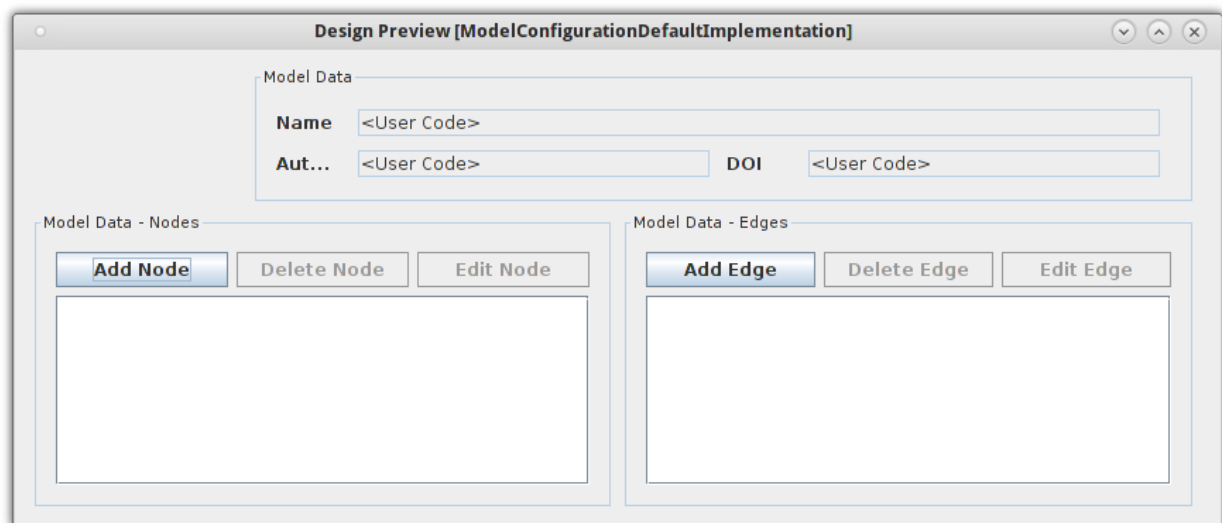 Design Preview [ModelConfigurationDefaultImplementation]
Model Data
Name <User Code>
Aut... <User Code> DOI <User Code>
Model Data - Nodes
Add Node Delete Node Edit Node
Model Data - Edges
Add Edge Delete Edge Edit Edge